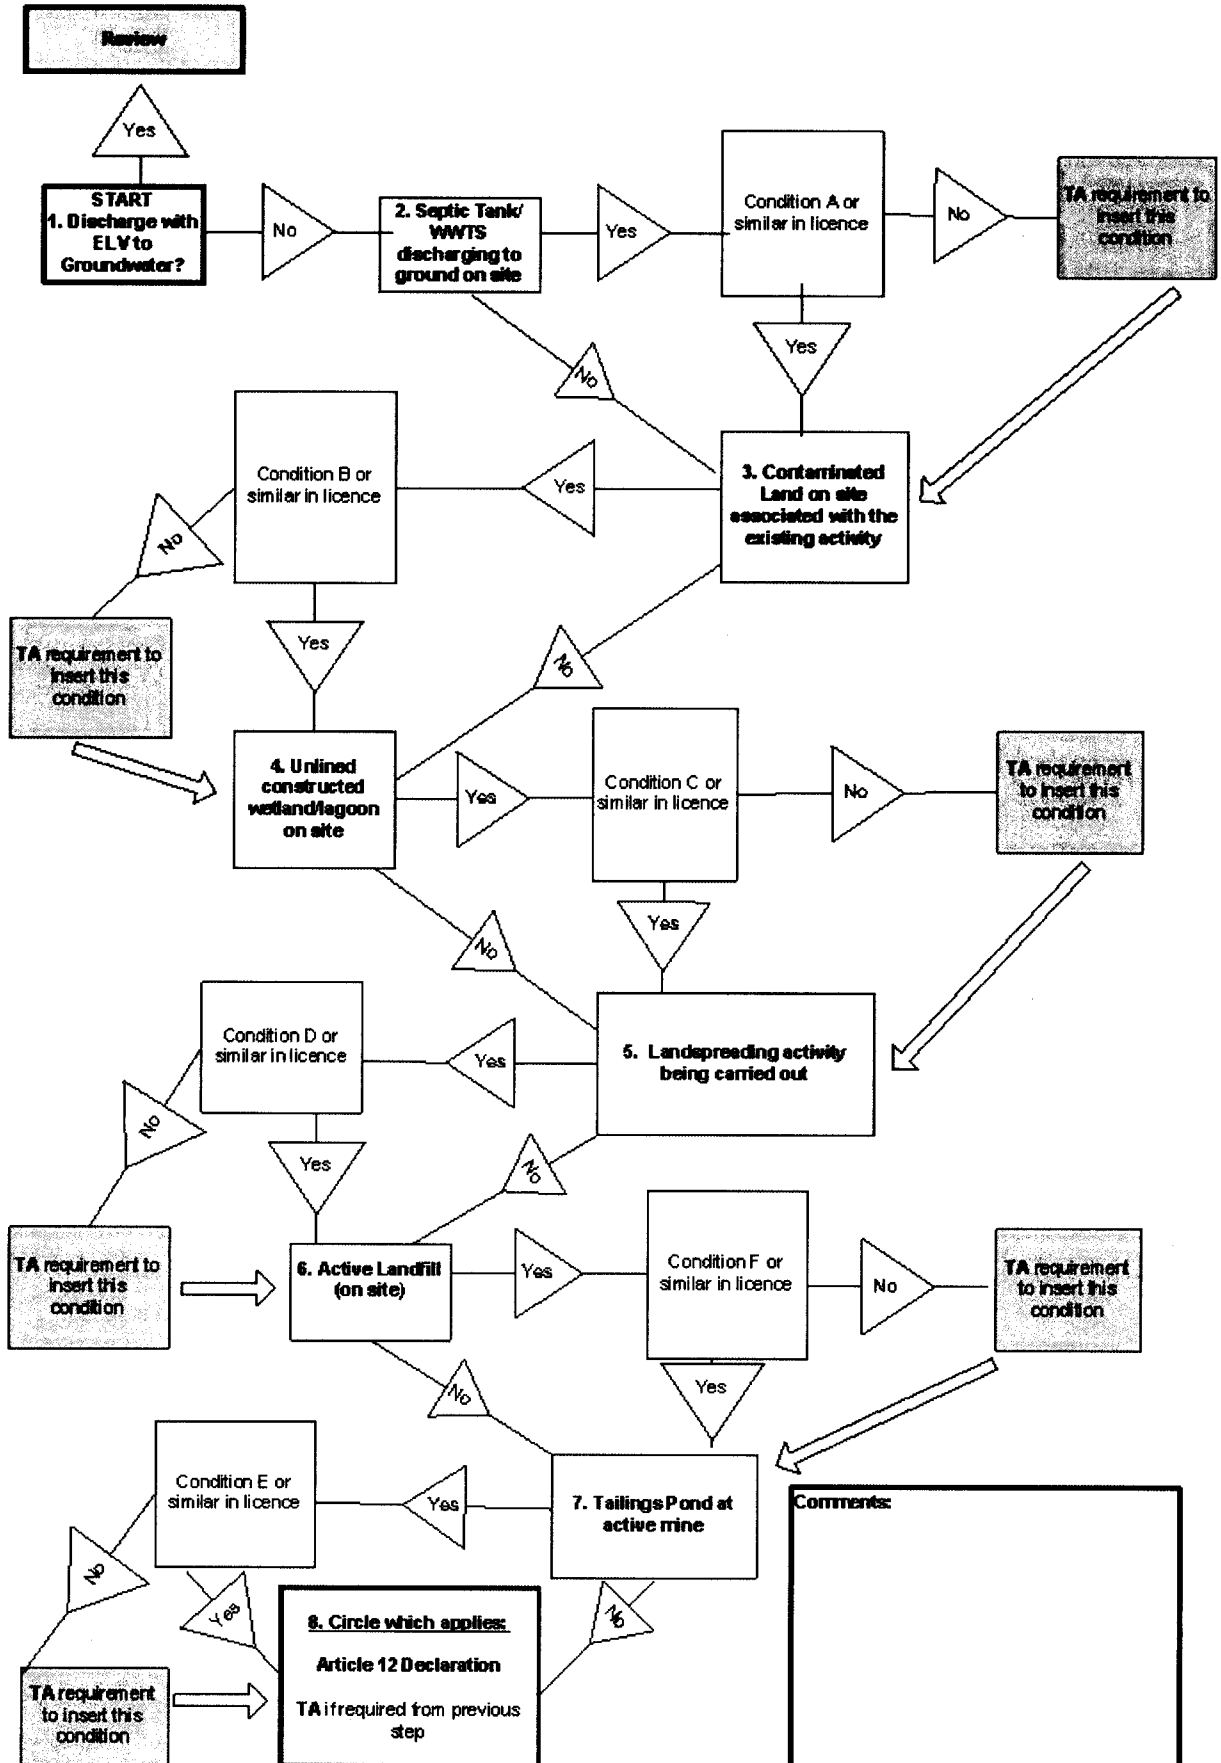 Review
Yes
START
1. Discharge with
ELV to
Groundwater?
No
2. Septic Tank/
WWTS
discharging to
ground on site
Yes
Condition A or
similar in licence
No
TA requirement to
insert this
condition
Yes
No
3. Contaminated
Land on site
associated with the
existing activity
Yes
Condition B or
similar in licence
No
TA requirement to
insert this
condition
Yes
No
4. Unlined
constructed
wetland/lagoon
on site
Yes
Condition C or
similar in licence
No
TA requirement
to insert this
condition
Yes
No
5. Landspreading activity
being carried out
Yes
Condition D or
similar in licence
No
TA requirement to
insert this
condition
Yes
No
6. Active Landfill
(on site)
Yes
Condition F or
similar in licence
No
TA requirement
to insert this
condition
Yes
No
7. Tailings Pond at
active mine
Yes
Condition E or
similar in licence
No
TA requirement
to insert this
condition
Yes
No
8. Circle which applies:
Article 12 Declaration
TA if required from previous
step
Comments: